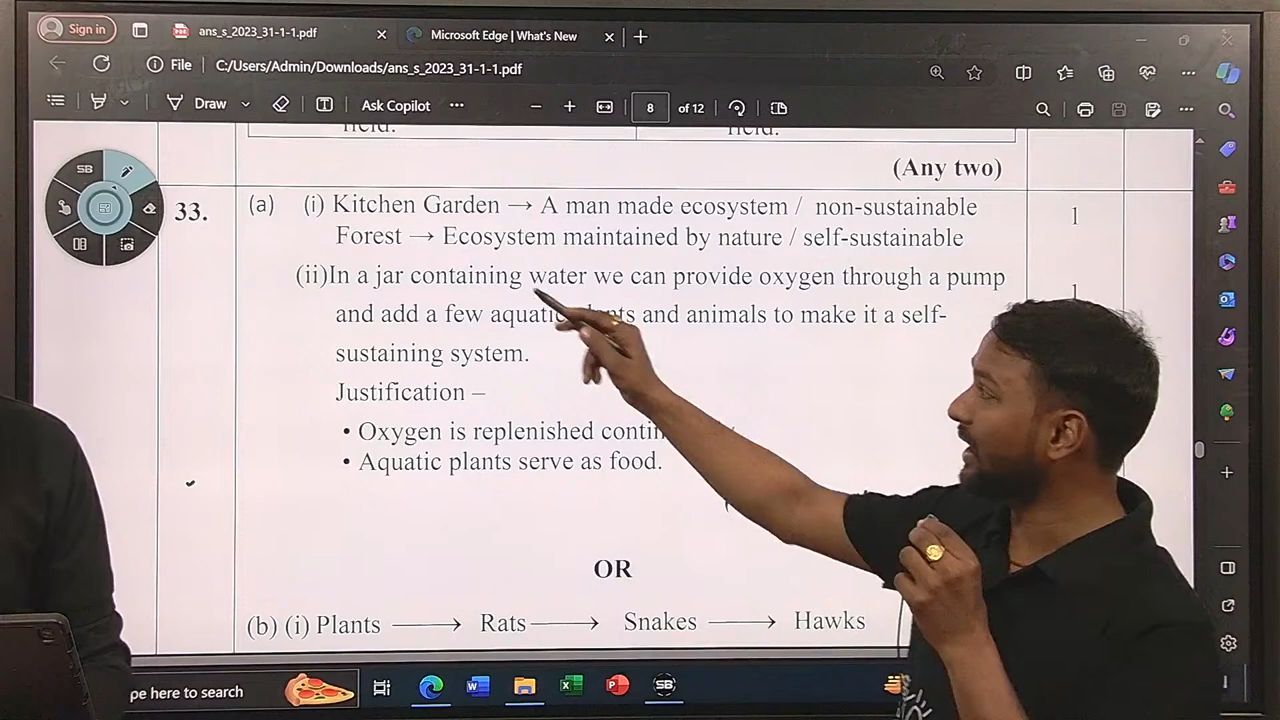 Sign in
ans_s_2023_31-1-1.pdf
Microsoft Edge | What's New
File
C:/Users/Admin/Downloads/ans_s_2023_31-1-1.pdf
Draw
Ask Copilot
8
of 12
field.
field.
(Any two)
33.
(a) (i) Kitchen Garden → A man made ecosystem / non-sustainable
1
Forest → Ecosystem maintained by nature / self-sustainable
(ii)In a jar containing water we can provide oxygen through a pump
1
and add a few aquatic and animals to make it a self-
sustaining system.
Justification –
• Oxygen is replenished
• Aquatic plants serve as food.
OR
(b) (i) Plants ⟶ Rats ⟶ Snakes ⟶ Hawks
SB
pe here to search
SB